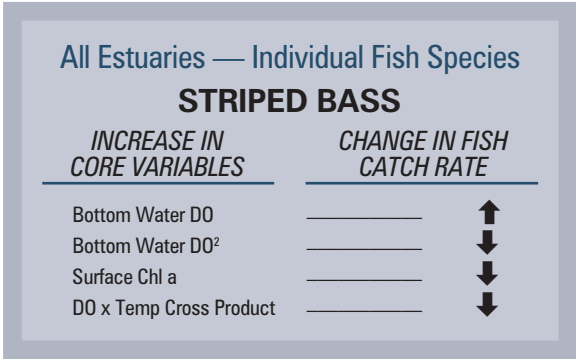 All Estuaries — Individual Fish Species
STRIPED BASS
INCREASE IN CORE VARIABLES
CHANGE IN FISH CATCH RATE
Bottom Water DO
Bottom Water DO²
Surface Chl a
DO x Temp Cross Product